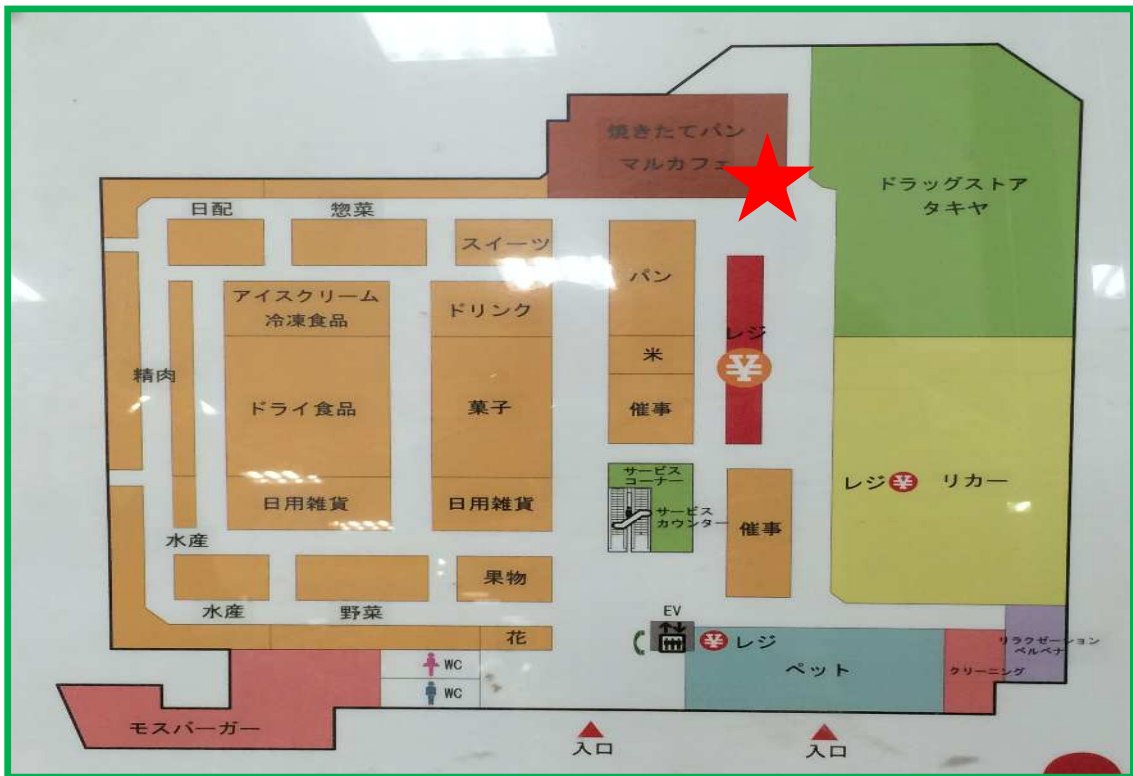 焼きたてパン
マルカフェ
ドラッグストア
タキヤ
日配
惣菜
スイーツ
パン
アイスクリーム
冷凍食品
ドリンク
レジ
米
精肉
ドライ食品
菓子
催事
サービス
コーナー
レジ
リカー
日用雑貨
日用雑貨
サービス
カウンター
催事
水産
果物
水産
野菜
EV
花
レジ
リラクゼーション
ベルベナ
WC
ペット
クリーニング
WC
モスバーガー
入口
入口